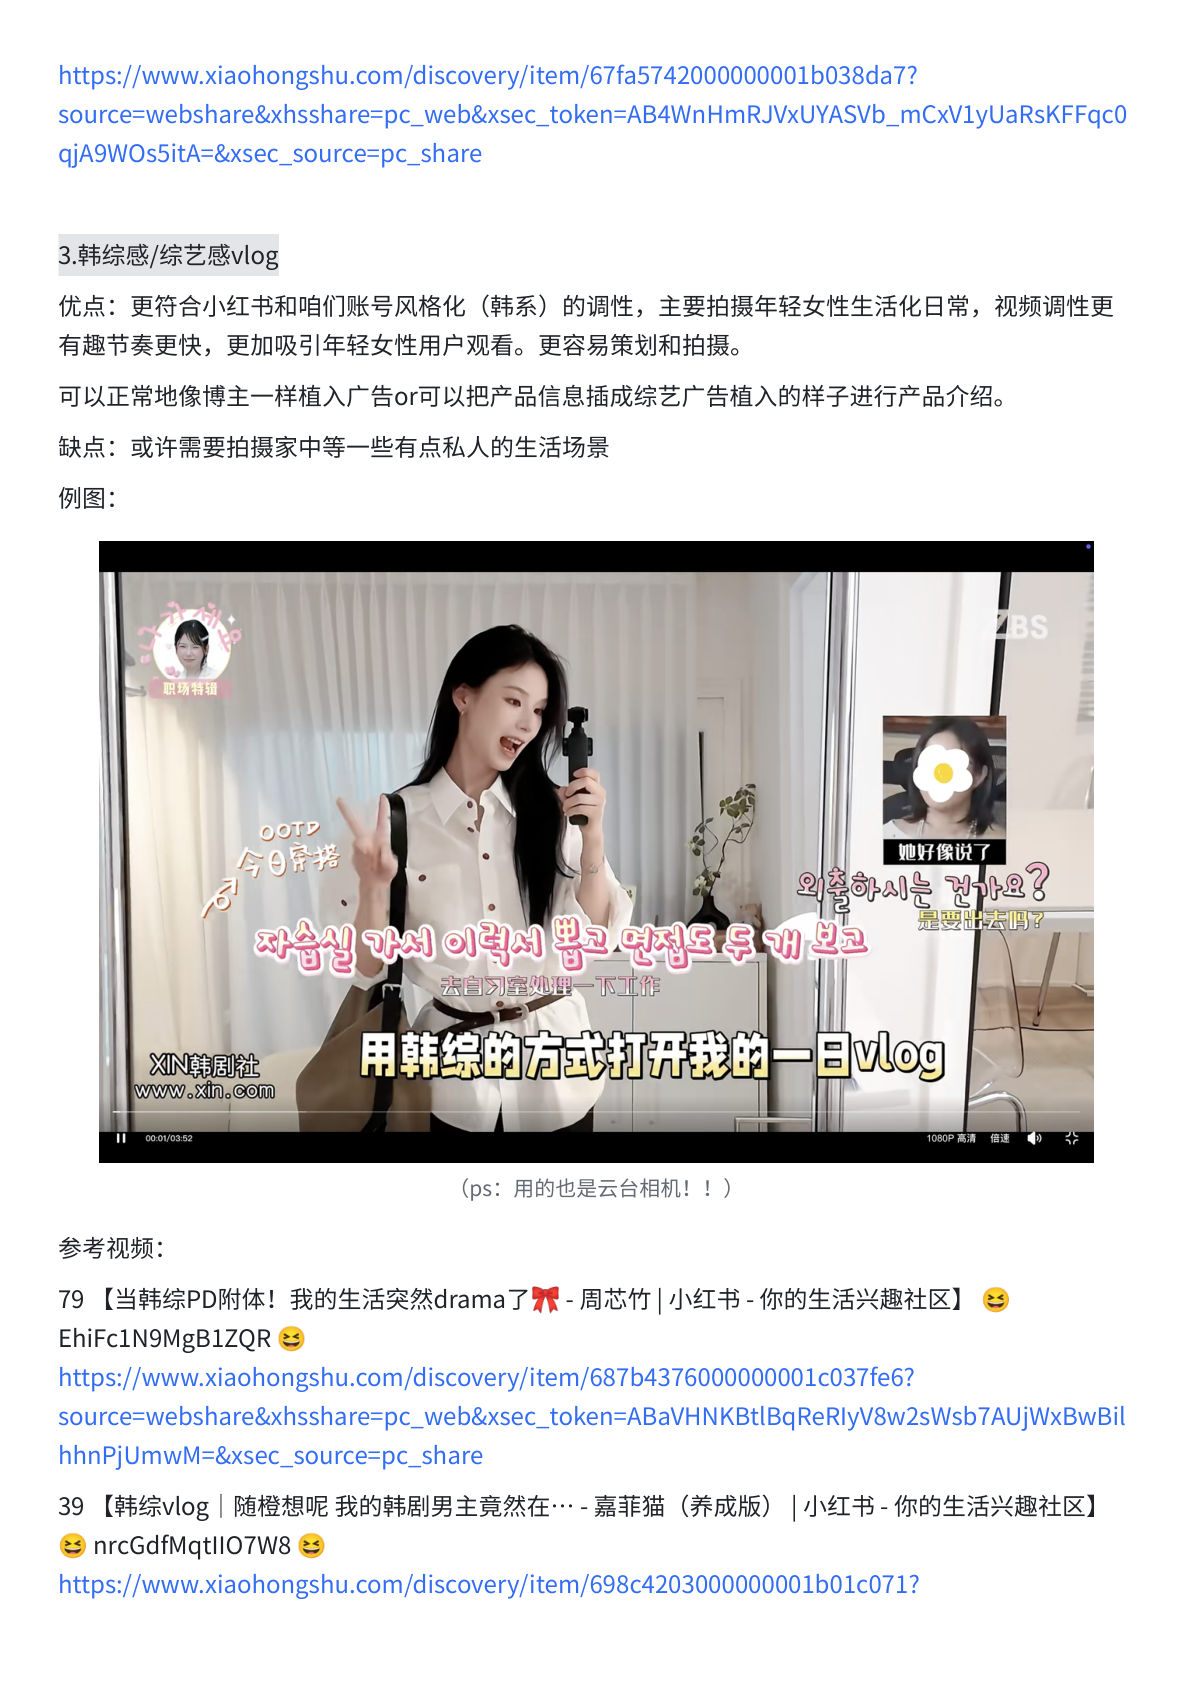 https://www.xiaohongshu.com/discovery/item/67fa5742000000001b038da7?
source=webshare&xhsshare=pc_web&xsec_token=AB4WnHmRJVxUYASVb_mCxV1yUaRsKFFqc0
qjA9WOs5itA=&xsec_source=pc_share
3.韩综感/综艺感vlog
优点：更符合小红书和咱们账号风格化（韩系）的调性，主要拍摄年轻女性生活化日常，视频调性更
有趣节奏更快，更加吸引年轻女性用户观看。更容易策划和拍摄。
可以正常地像博主一样植入广告or可以把产品信息插成综艺广告植入的样子进行产品介绍。
缺点：或许需要拍摄家中等一些有点私人的生活场景
例图：
나가세요
职场特辑
ZBS
她好像说了
OOTD
今日穿搭
외출하시는 건가요?
是要出去吗?
자습실 가서 이력서 뽑고 면접도 두 개 보고
去自习室处理一下工作
用韩综的方式打开我的一日vlog
XIN韩剧社
www.xin.com
00:01/03:52
1080P 高清 倍速
（ps：用的也是云台相机！！）
参考视频：
79 【当韩综PD附体！我的生活突然drama了🎀 - 周芯竹 | 小红书 - 你的生活兴趣社区】 😆
EhiFc1N9MgB1ZQR 😆
https://www.xiaohongshu.com/discovery/item/687b4376000000001c037fe6?
source=webshare&xhsshare=pc_web&xsec_token=ABaVHNKBtlBqReRIyV8w2sWsb7AUjWxBwBil
hhnPjUmwM=&xsec_source=pc_share
39 【韩综vlog｜随橙想呢 我的韩剧男主竟然在… - 嘉菲猫（养成版） | 小红书 - 你的生活兴趣社区】
😆 nrcGdfMqtIIO7W8 😆
https://www.xiaohongshu.com/discovery/item/698c4203000000001b01c071?